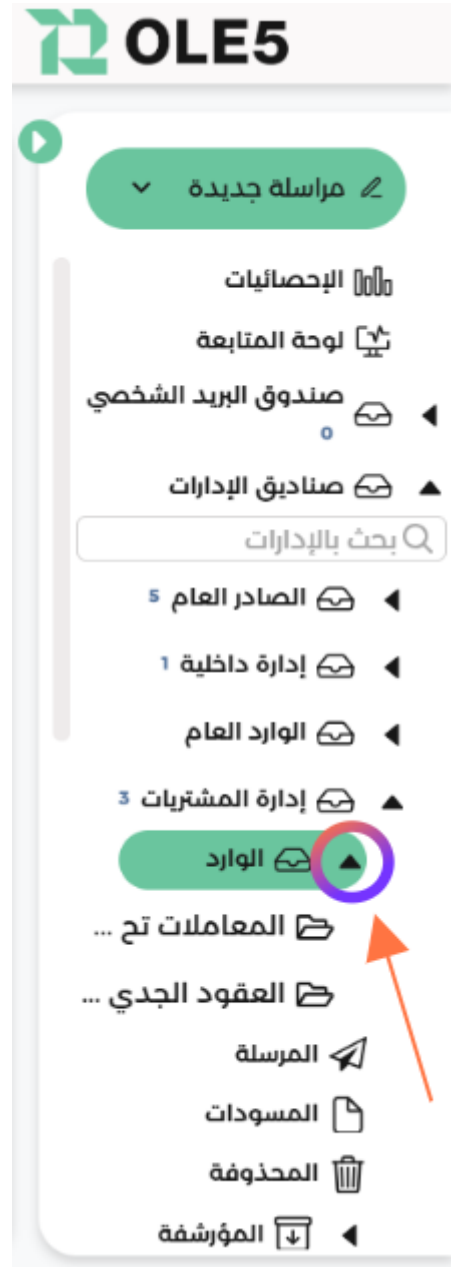 OLE5
مراسلة جديدة
الإحصائيات
لوحة المتابعة
صندوق البريد الشخصي
0
صناديق الإدارات
بحث بالإدارات
الصادر العام 5
إدارة داخلية 1
الوارد العام
إدارة المشتريات 3
الوارد
المعاملات تح ...
العقود الجدي ...
المرسلة
المسودات
المحذوفة
المؤرشفة